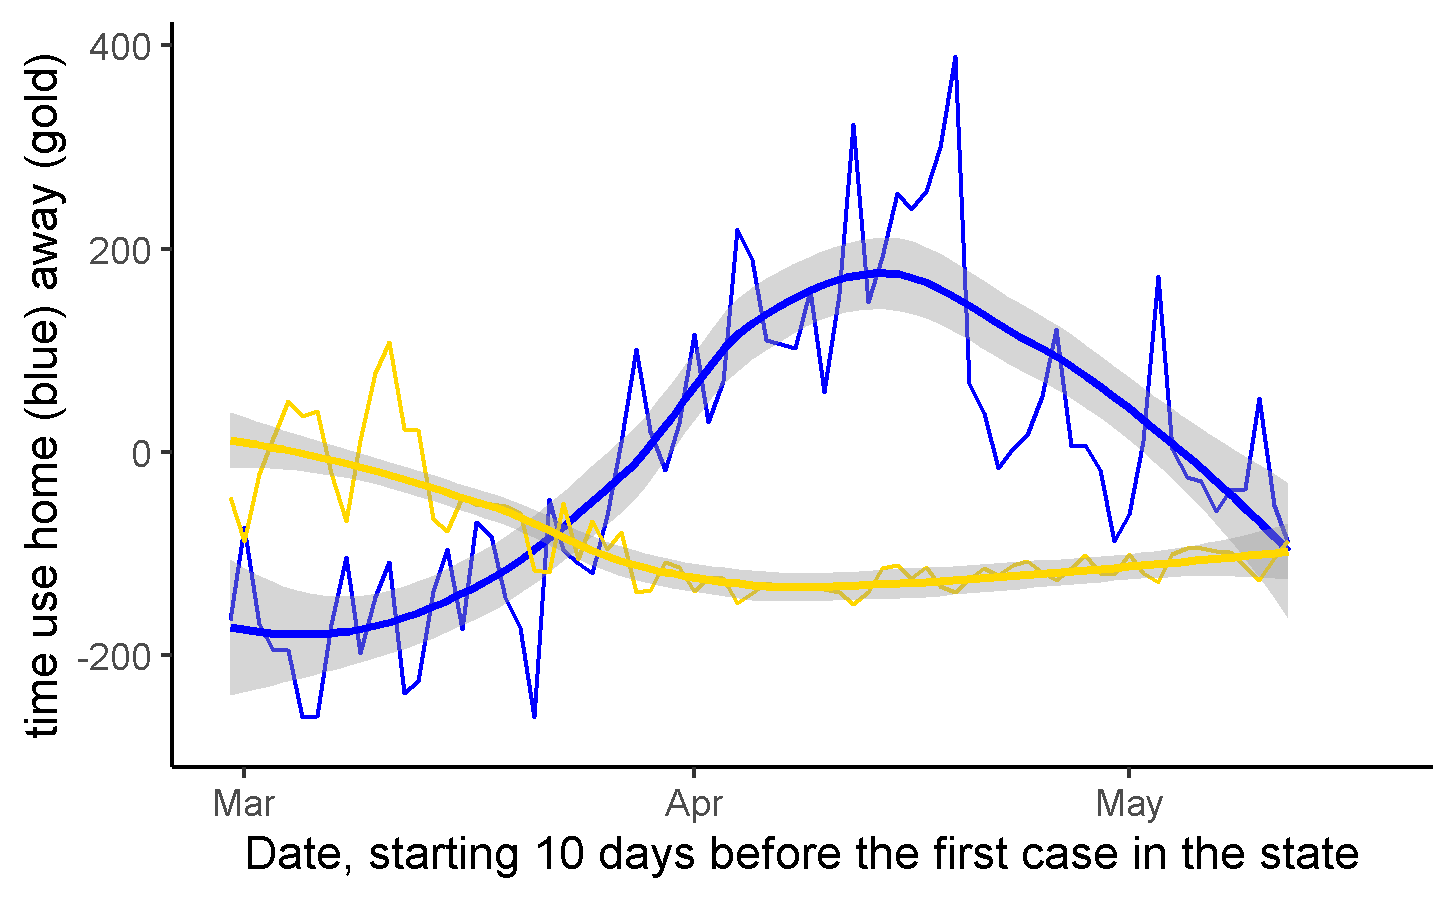 time use home (blue) away (gold)
400
200
0
-200
Mar
Apr
May
Date, starting 10 days before the first case in the state